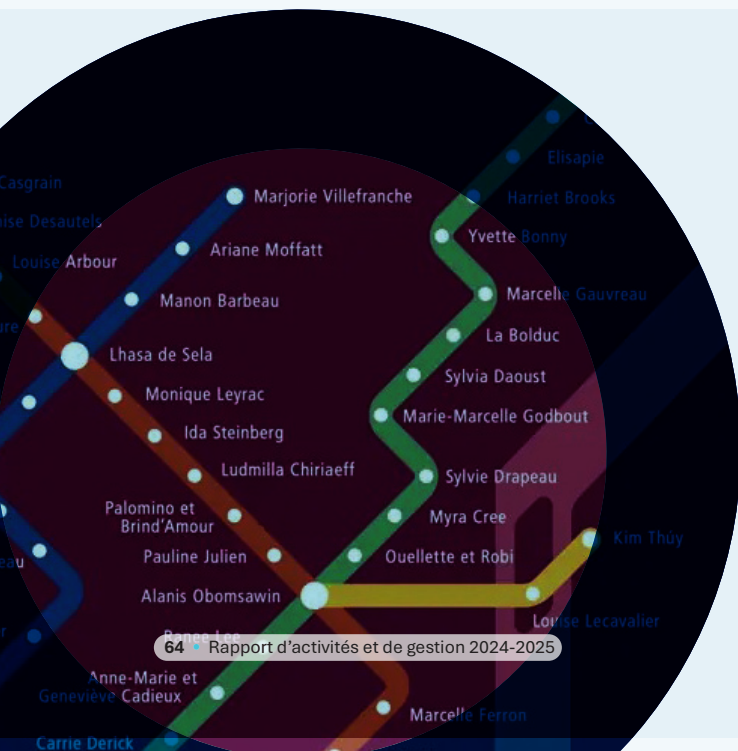 Elisapie
Casgrain
Harriet Brooks
Marjorie Villefranche
Desautels
Yvette Bonny
Ariane Moffatt
Louise Arbour
Marcelle Gauvreau
Manon Barbeau
La Bolduc
Lhasa de Sela
Sylvia Daoust
Monique Leyrac
Marie-Marcelle Godbout
Ida Steinberg
Ludmilla Chiriaeff
Sylvie Drapeau
Palomino et
Brind'Amour
Myra Cree
Kim Thúy
Pauline Julien
Ouellette et Robi
Alanis Obomsawin
Louise Lecavalier
Ranee Lee
64 • Rapport d'activités et de gestion 2024-2025
Anne-Marie et
Geneviève Cadieux
Marcelle Ferron
Carrie Derick